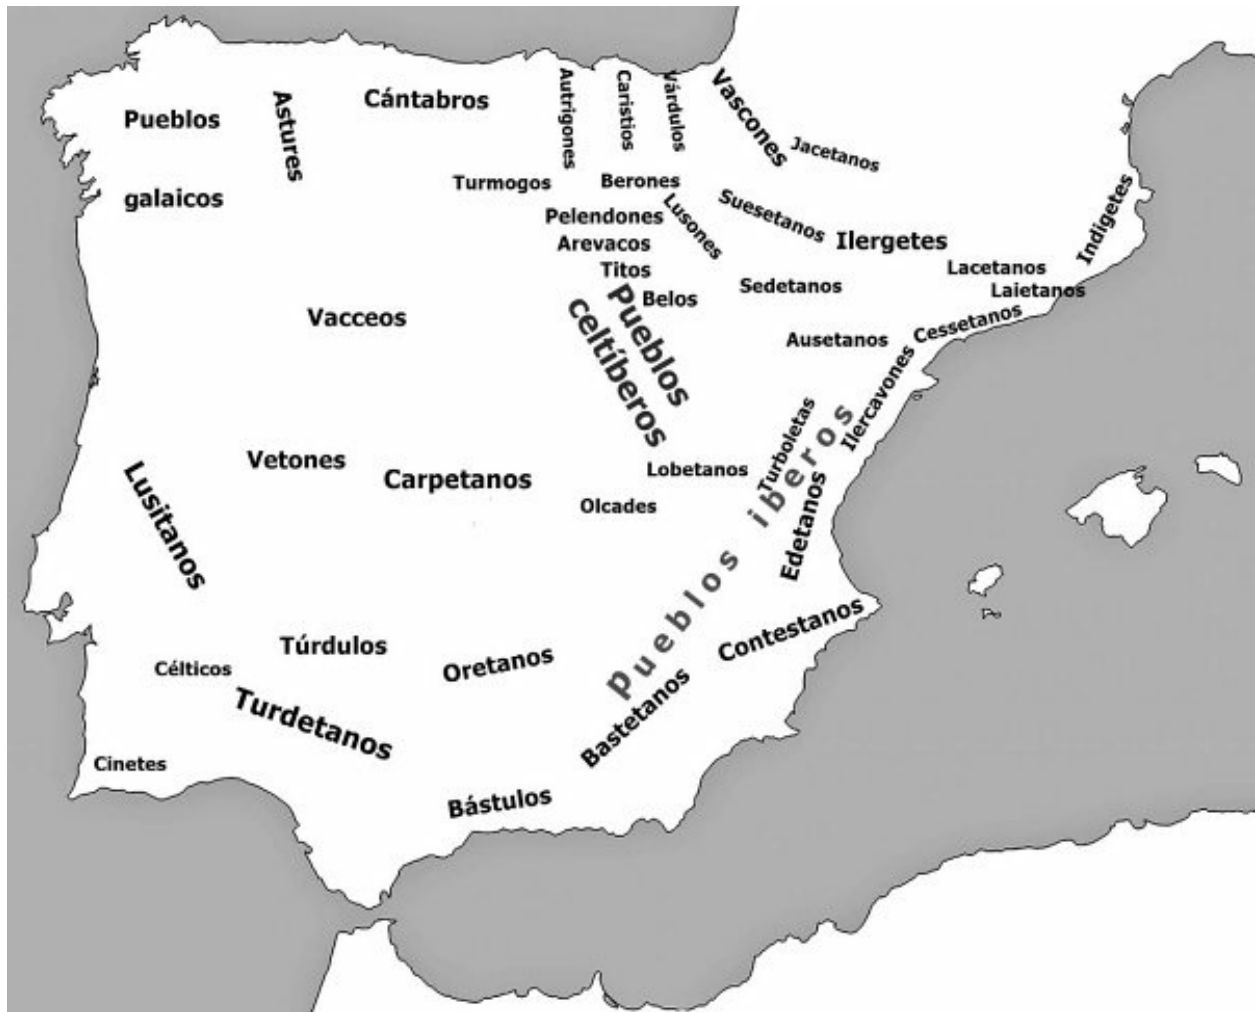 Pueblos
galaicos
Astures
Cántabros
Autrigones
Caristios
Várdulos
Vascones
Jacetanos
Turmogos
Berones
Pelendones
Lusones
Suesetanos
Arevacos
Ilergetes
Indigetes
Titos
Belos
Sedetanos
Lacetanos
Laietanos
Cessetanos
Vacceos
Pueblos
celtíberos
Ausetanos
Ilercavones
Turboletas
pueblos iberos
Vetones
Carpetanos
Lobetanos
Olcades
Edetanos
Lusitanos
Contestanos
Túrdulos
Oretanos
Célticos
Turdetanos
Bastetanos
Cinetes
Bástulos